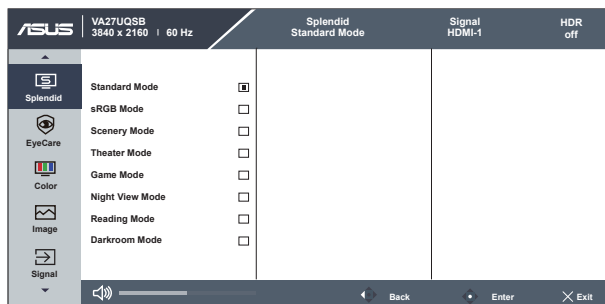 ASUS
VA27UQSB
3840 x 2160 | 60 Hz
Splendid
Standard Mode
Signal
HDMI-1
HDR
off
Splendid
EyeCare
Color
Image
Signal
Standard Mode
sRGB Mode
Scenery Mode
Theater Mode
Game Mode
Night View Mode
Reading Mode
Darkroom Mode
Back
Enter
Exit